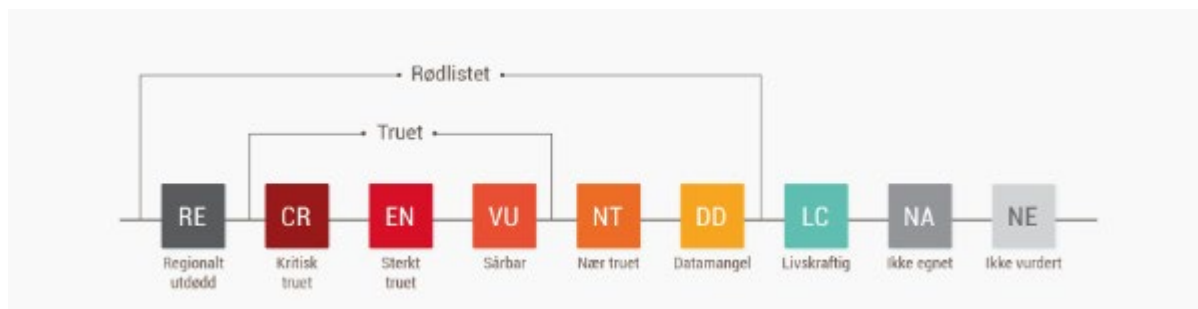 Rødlistet
Truet
RE
CR
EN
VU
NT
DD
LC
NA
NE
Regionalt
utdødd
Kritisk
truet
Sterkt
truet
Sårbar
Nær truet
Datamangel
Livskraftig
Ikke egnet
Ikke vurdert